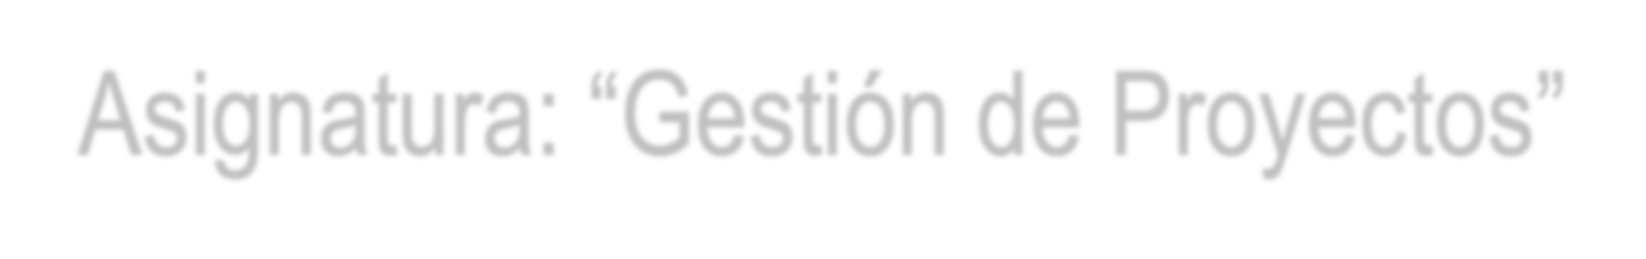 Asignatura: “Gestión de Proyectos”